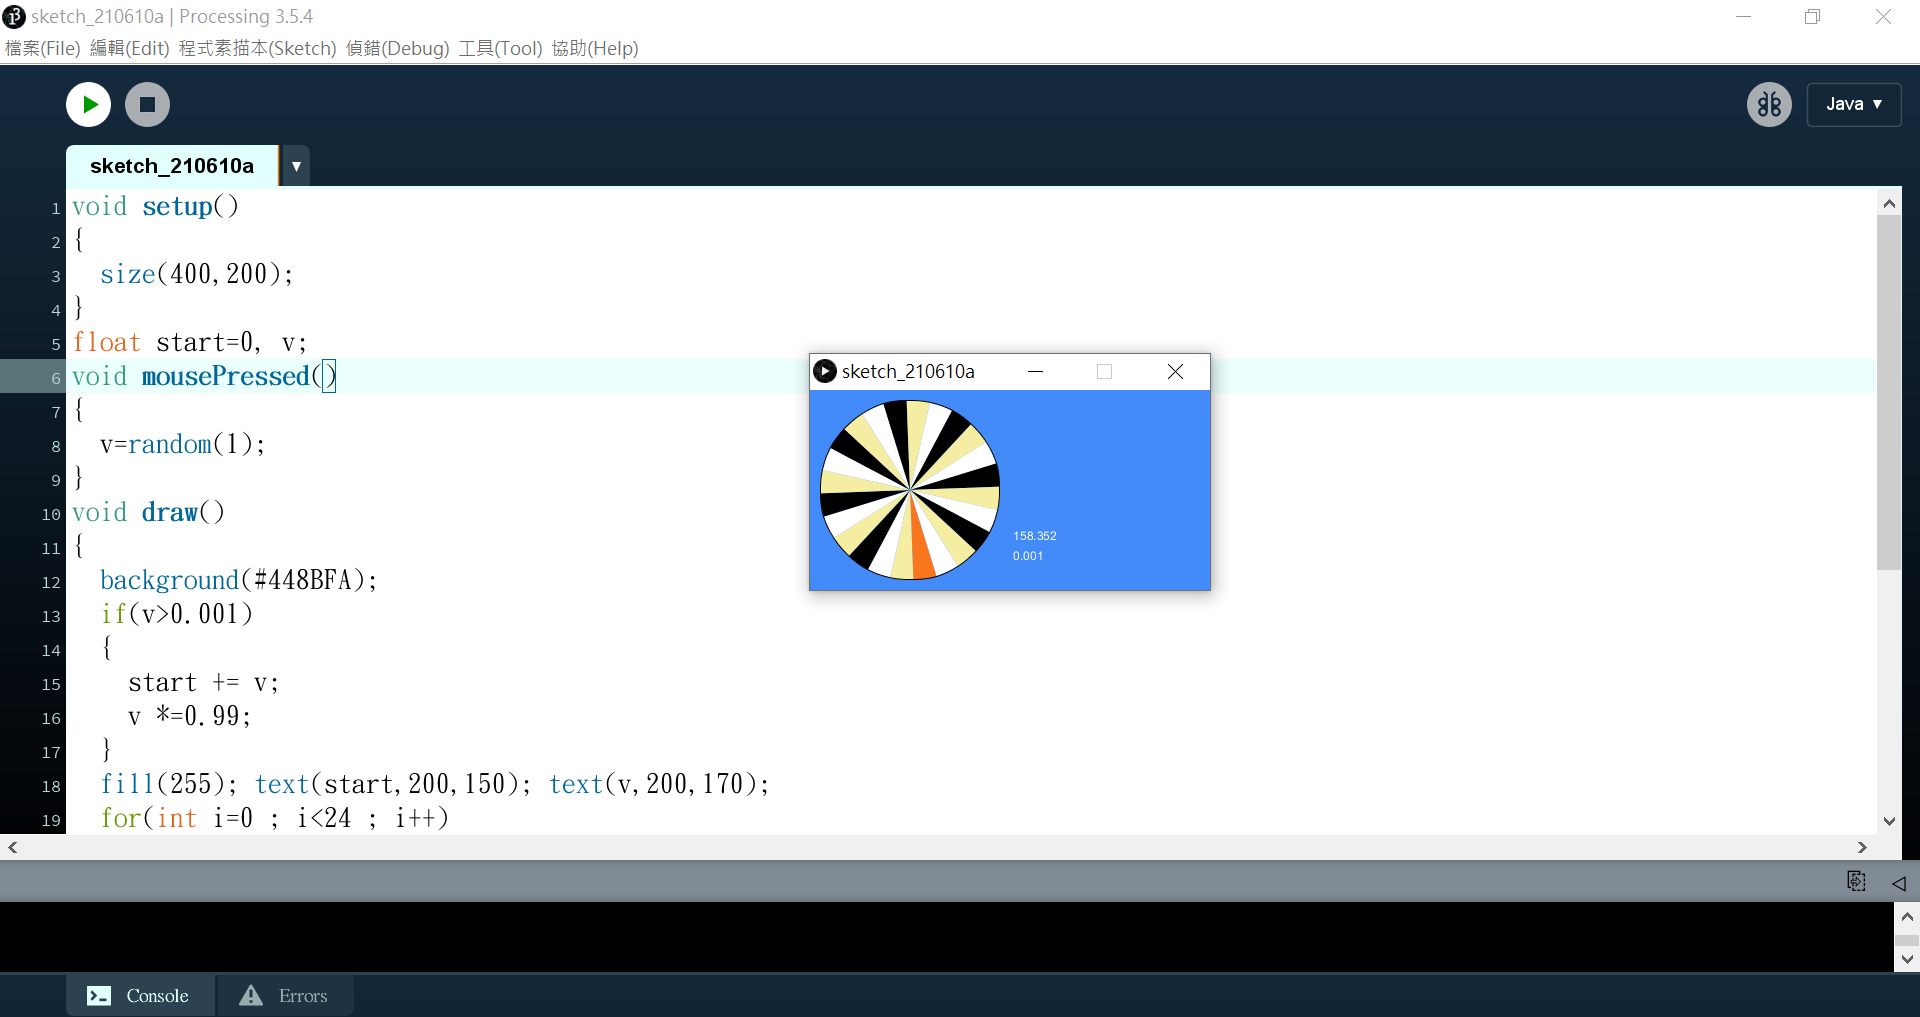 sketch_210610a | Processing 3.5.4
檔案(File) 編輯(Edit) 程式素描本(Sketch) 偵錯(Debug) 工具(Tool) 協助(Help)
Java ▼
sketch_210610a ▼
1 void setup()
2 {
3   size(400,200);
4 }
5 float start=0, v;
6 void mousePressed()
7 {
8   v=random(1);
9 }
10 void draw()
11 {
12   background(#448BFA);
13   if(v>0.001)
14   {
15     start += v;
16     v *=0.99;
17   }
18   fill(255); text(start,200,150); text(v,200,170);
19   for(int i=0 ; i<24 ; i++)
sketch_210610a
158.352
0.001
Console Errors